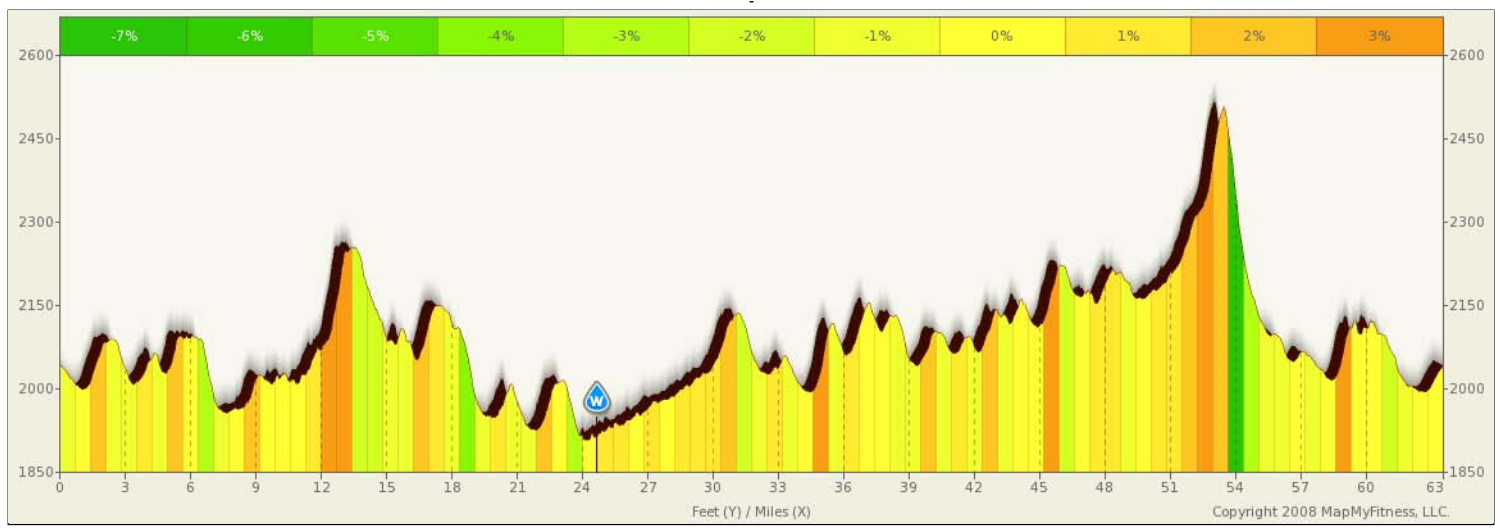 -7% -6% -5% -4% -3% -2% -1% 0% 1% 2% 3%
2600 2600
2450 2450
2300 2300
2150 2150
W
2000 2000
1850 1850
0 3 6 9 12 15 18 21 24 27 30 33 36 39 42 45 48 51 54 57 60 63
Feet (Y) / Miles (X) Copyright 2008 MapMyFitness, LLC.